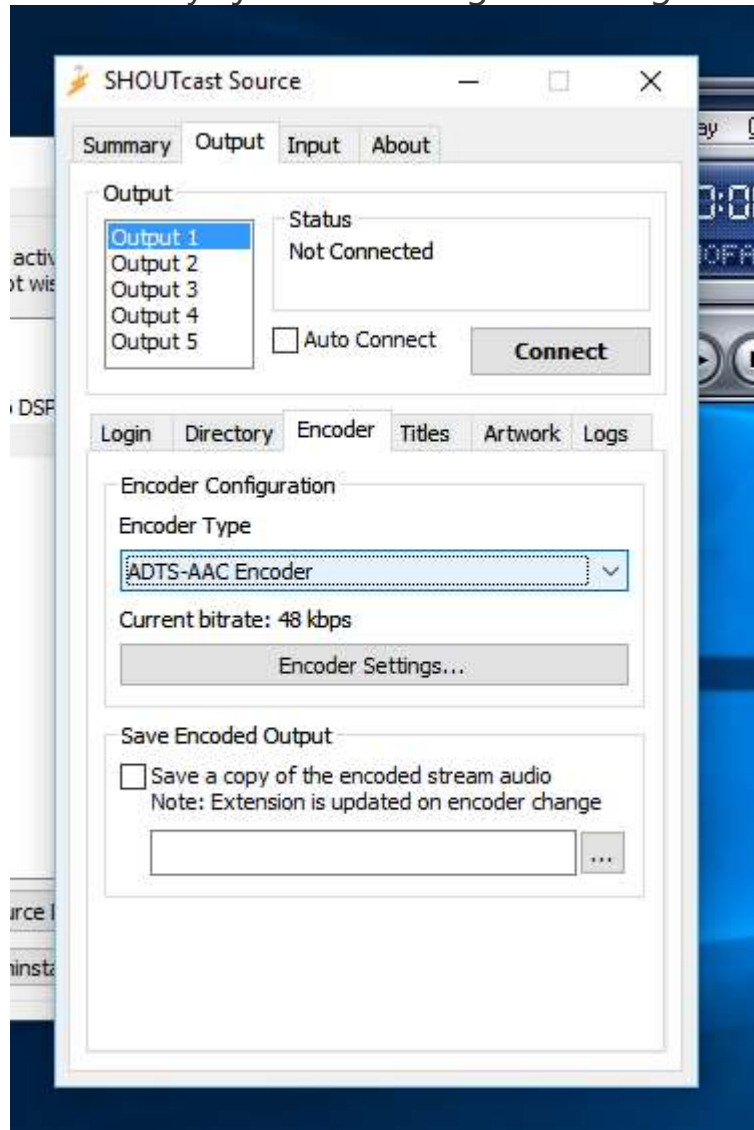 SHOUTcast Source
Summary Output Input About
Output
Output 1
Output 2
Output 3
Output 4
Output 5
Status
Not Connected
Auto Connect
Connect
Login Directory Encoder Titles Artwork Logs
Encoder Configuration
Encoder Type
ADTS-AAC Encoder
Current bitrate: 48 kbps
Encoder Settings...
Save Encoded Output
Save a copy of the encoded stream audio
Note: Extension is updated on encoder change
...